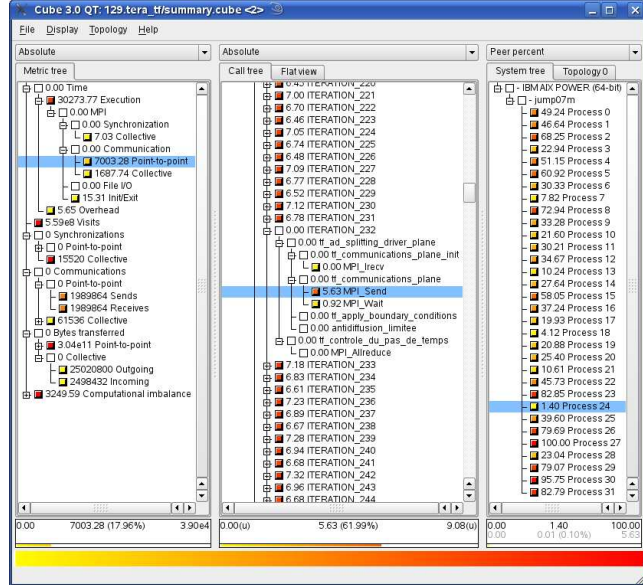 Cube 3.0 QT: 129.tera_tf/summary.cube <2>
File Display Topology Help
Absolute
Metric tree
0.00 Time
30273.77 Execution
0.00 MPI
0.00 Synchronization
7.03 Collective
0.00 Communication
7003.28 Point-to-point
1687.74 Collective
0.00 File I/O
15.31 Init/Exit
5.65 Overhead
5.59e8 Visits
0 Synchronizations
0 Point-to-point
15520 Collective
0 Communications
0 Point-to-point
1989864 Sends
1989864 Receives
61536 Collective
0 Bytes transferred
3.04e11 Point-to-point
0 Collective
25020800 Outgoing
2498432 Incoming
3249.59 Computational imbalance
0.00 7003.28 (17.96%) 3.90e4
Absolute
Call tree Flat view
6.45 ITERATION_220
7.00 ITERATION_221
6.70 ITERATION_222
6.46 ITERATION_223
7.05 ITERATION_224
6.74 ITERATION_225
6.48 ITERATION_226
7.09 ITERATION_227
6.77 ITERATION_228
6.52 ITERATION_229
7.12 ITERATION_230
6.78 ITERATION_231
0.00 ITERATION_232
0.00 tf_ad_splitting_driver_plane
0.00 tf_communications_plane_init
0.00 MPI_Irecv
0.00 tf_communications_plane
5.63 MPI_Send
0.92 MPI_Wait
0.00 tf_apply_boundary_conditions
0.00 antidiffusion_limitee
0.00 tf_controle_du_pas_de_temps
0.00 MPI_Allreduce
7.18 ITERATION_233
6.83 ITERATION_234
6.61 ITERATION_235
7.23 ITERATION_236
6.89 ITERATION_237
6.67 ITERATION_238
7.28 ITERATION_239
6.94 ITERATION_240
6.68 ITERATION_241
7.32 ITERATION_242
6.96 ITERATION_243
6.68 ITERATION_244
0.00(u) 5.63 (61.99%) 9.08(u)
Peer percent
System tree Topology 0
- IBM AIX POWER (64-bit)
- jump07m
49.24 Process 0
46.64 Process 1
68.25 Process 2
22.94 Process 3
51.15 Process 4
60.92 Process 5
30.33 Process 6
7.82 Process 7
72.94 Process 8
33.28 Process 9
21.60 Process 10
30.21 Process 11
34.67 Process 12
10.24 Process 13
27.64 Process 14
58.05 Process 15
37.24 Process 16
19.93 Process 17
4.12 Process 18
20.88 Process 19
25.40 Process 20
10.61 Process 21
45.73 Process 22
82.85 Process 23
1.40 Process 24
39.60 Process 25
79.69 Process 26
100.00 Process 27
23.04 Process 28
79.07 Process 29
95.75 Process 30
82.79 Process 31
0.00 1.40 100.00
0.00 0.01 (0.10%) 5.63